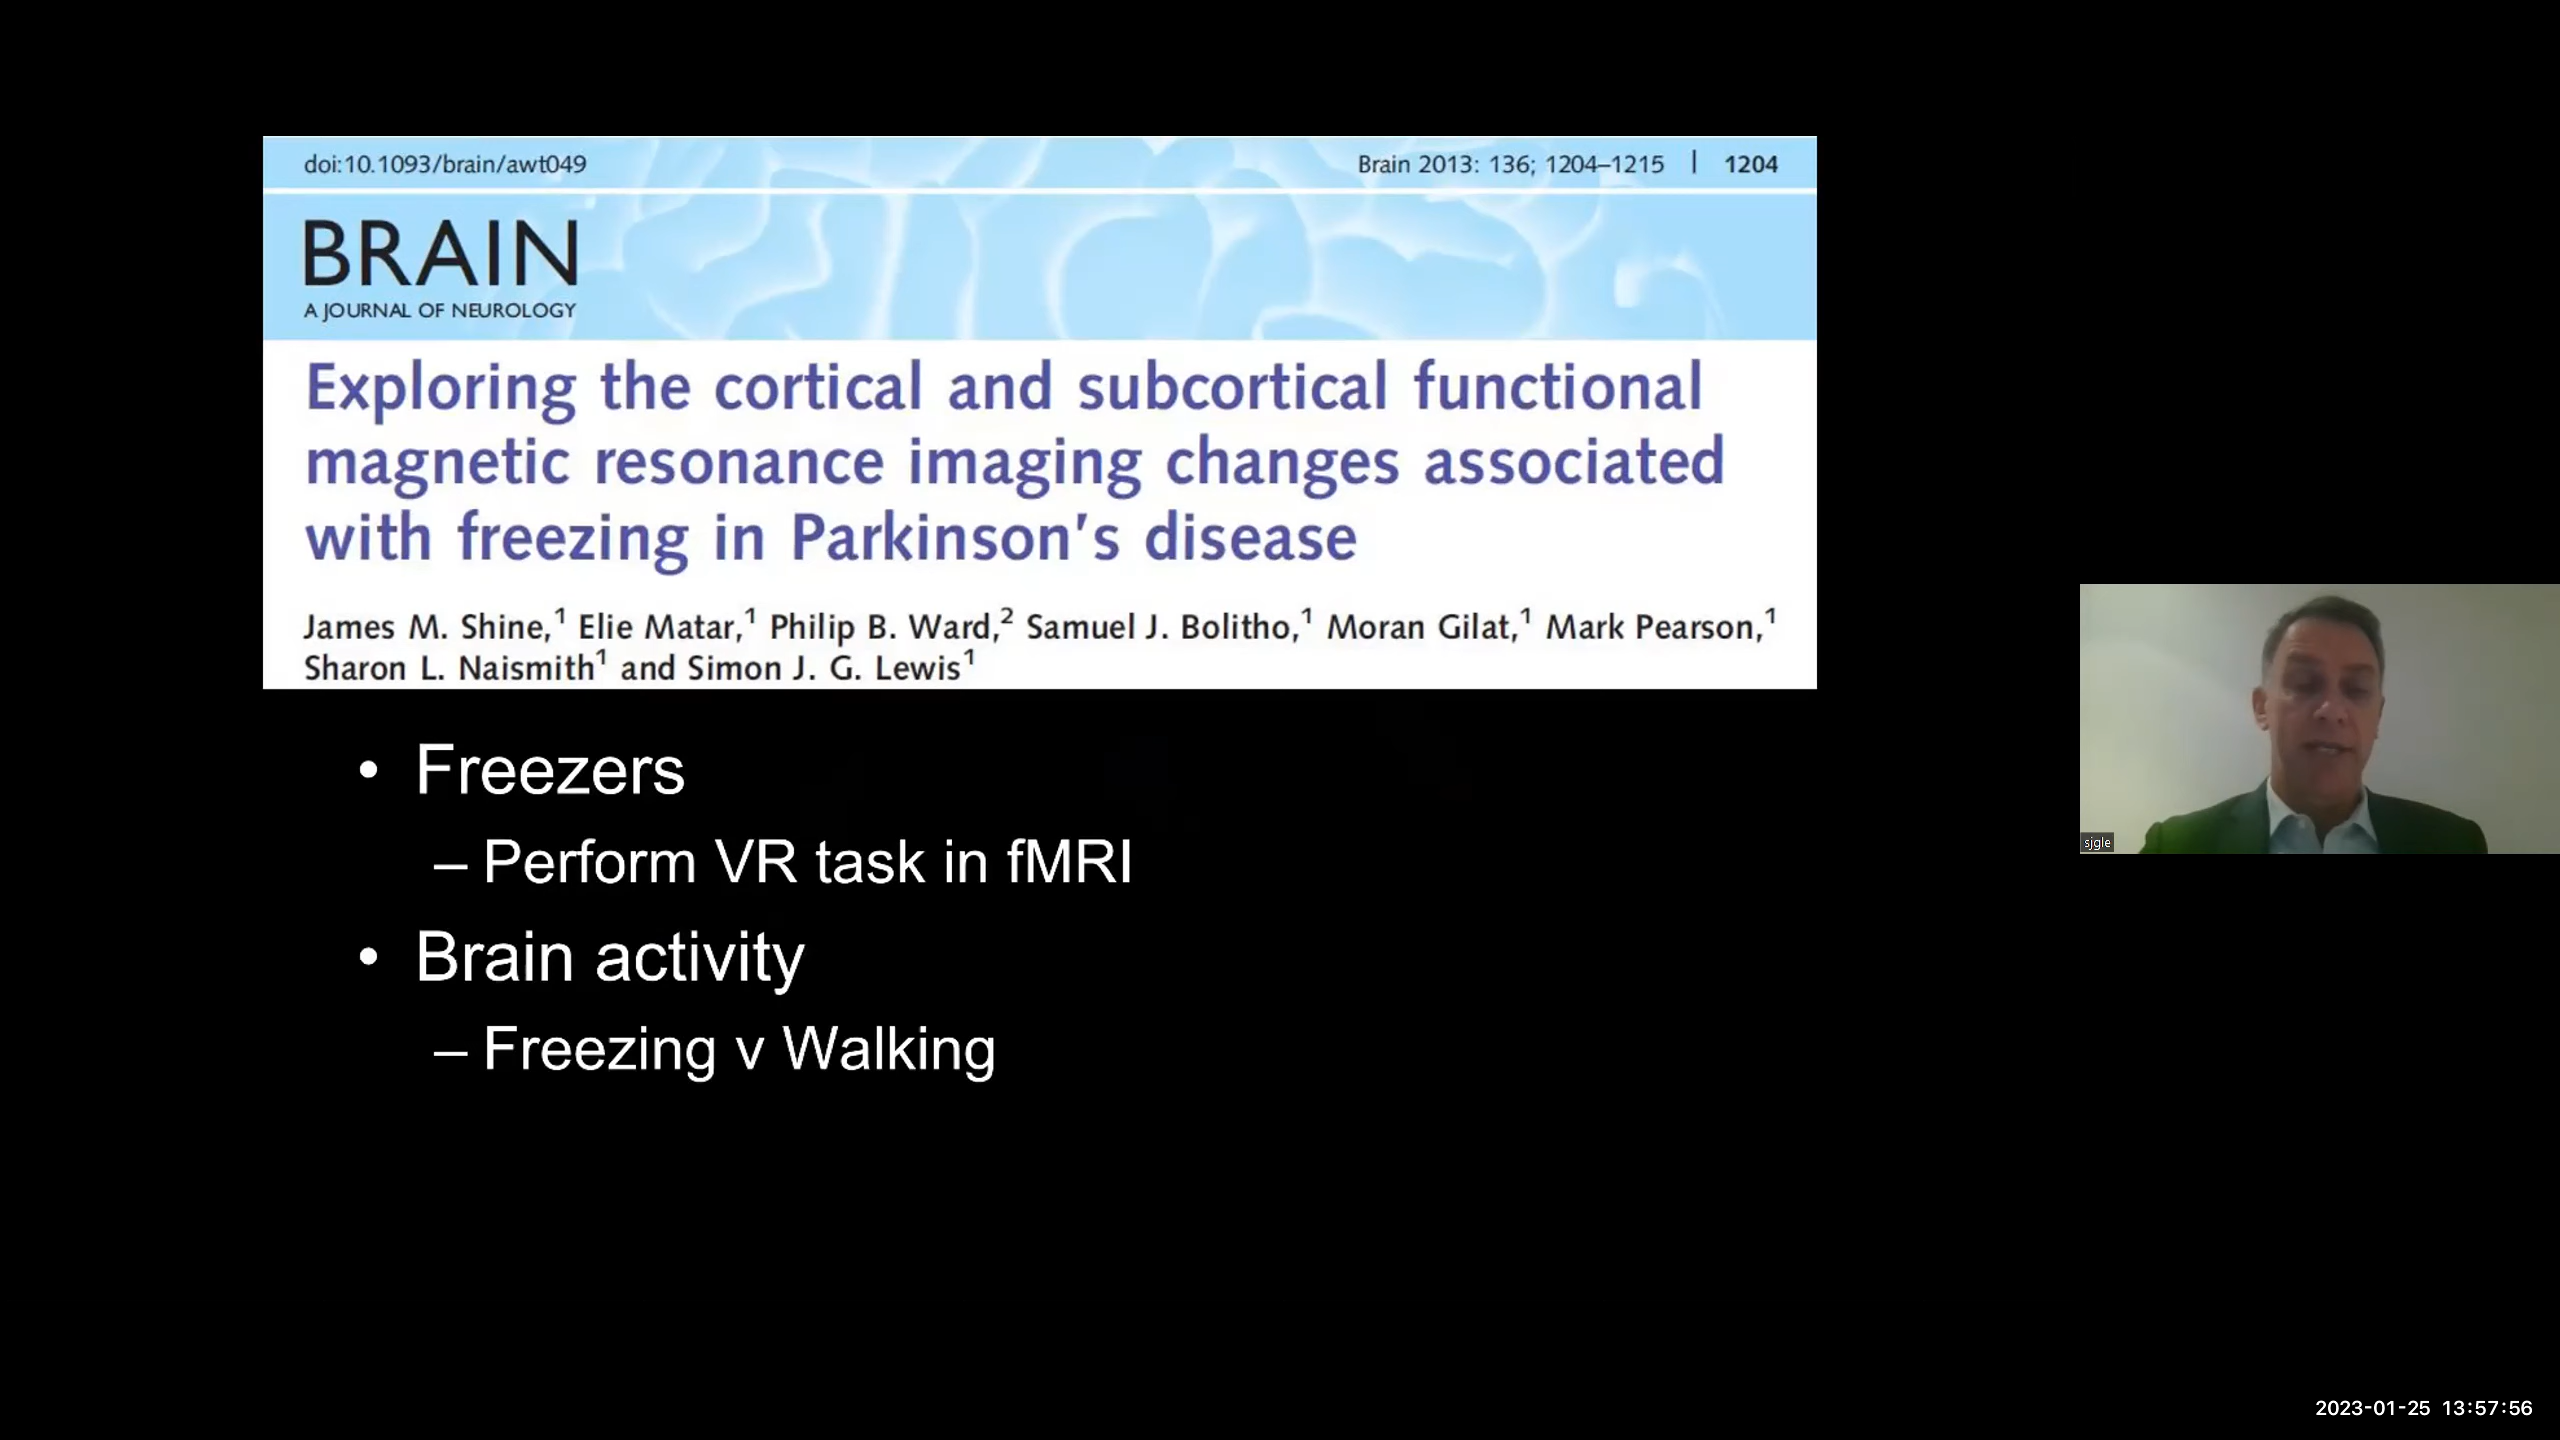 doi:10.1093/brain/awt049
Brain 2013: 136; 1204–1215 | 1204
BRAIN
A JOURNAL OF NEUROLOGY
Exploring the cortical and subcortical functional
magnetic resonance imaging changes associated
with freezing in Parkinson's disease
James M. Shine,¹ Elie Matar,¹ Philip B. Ward,² Samuel J. Bolitho,¹ Moran Gilat,¹ Mark Pearson,¹
Sharon L. Naismith¹ and Simon J. G. Lewis¹
• Freezers
– Perform VR task in fMRI
• Brain activity
– Freezing v Walking
sjgle
2023-01-25 13:57:56